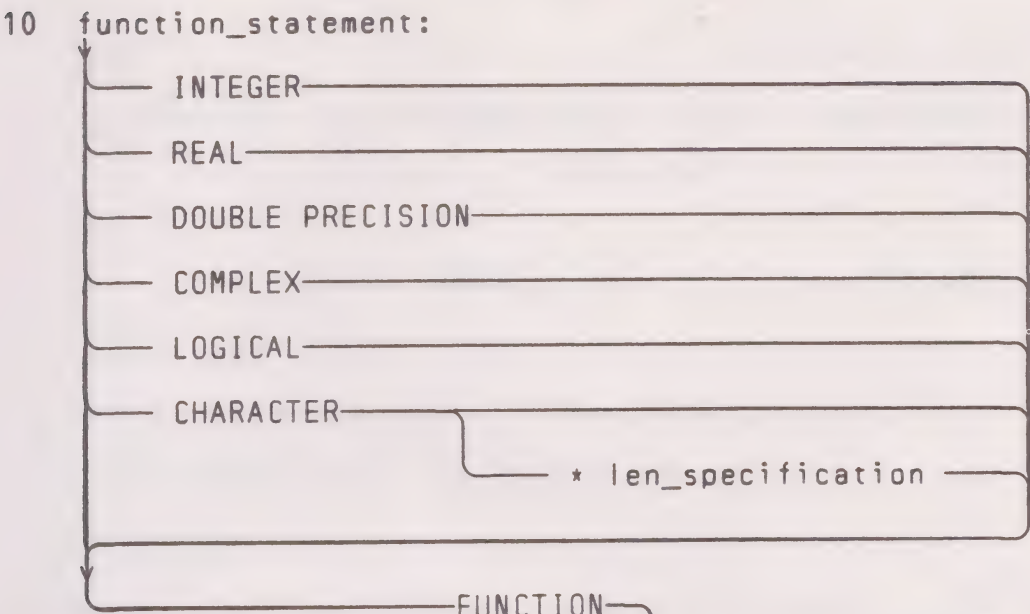 10 function_statement:
INTEGER
REAL
DOUBLE PRECISION
COMPLEX
LOGICAL
CHARACTER
* len_specification
FUNCTION